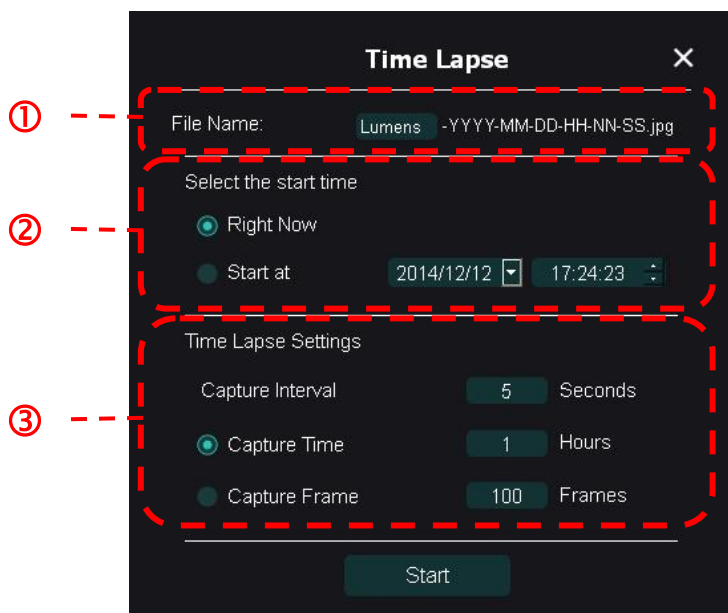 Time Lapse ×
① File Name: Lumens -YYYY-MM-DD-HH-NN-SS.jpg
Select the start time
② Right Now
Start at 2014/12/12 17:24:23
Time Lapse Settings
Capture Interval 5 Seconds
③ Capture Time 1 Hours
Capture Frame 100 Frames
Start